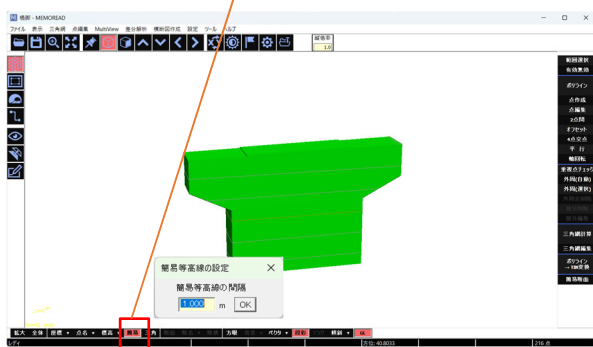 橋脚 - MEMOREAD
ファイル 表示 三角網 点編集 MultiView 差分解析 横断図作成 設定 ツール ヘルプ
縦倍率
1.0
範囲選択
有効無効
ポリライン
点作成
点編集
2点間
オフセット
4点交点
平 行
軸回転
重複点チェック
外周(自動)
外周(選択)
三角網計算
三角網編集
ポリライン
→TIN変換
簡易断面
簡易等高線の設定
簡易等高線の間隔
1.000 m OK
拡大 全体 座標 点名 標高 簡易 三角 方眼 ベクタ 段彩 傾斜
レディ 方位: 40.8033 216 点